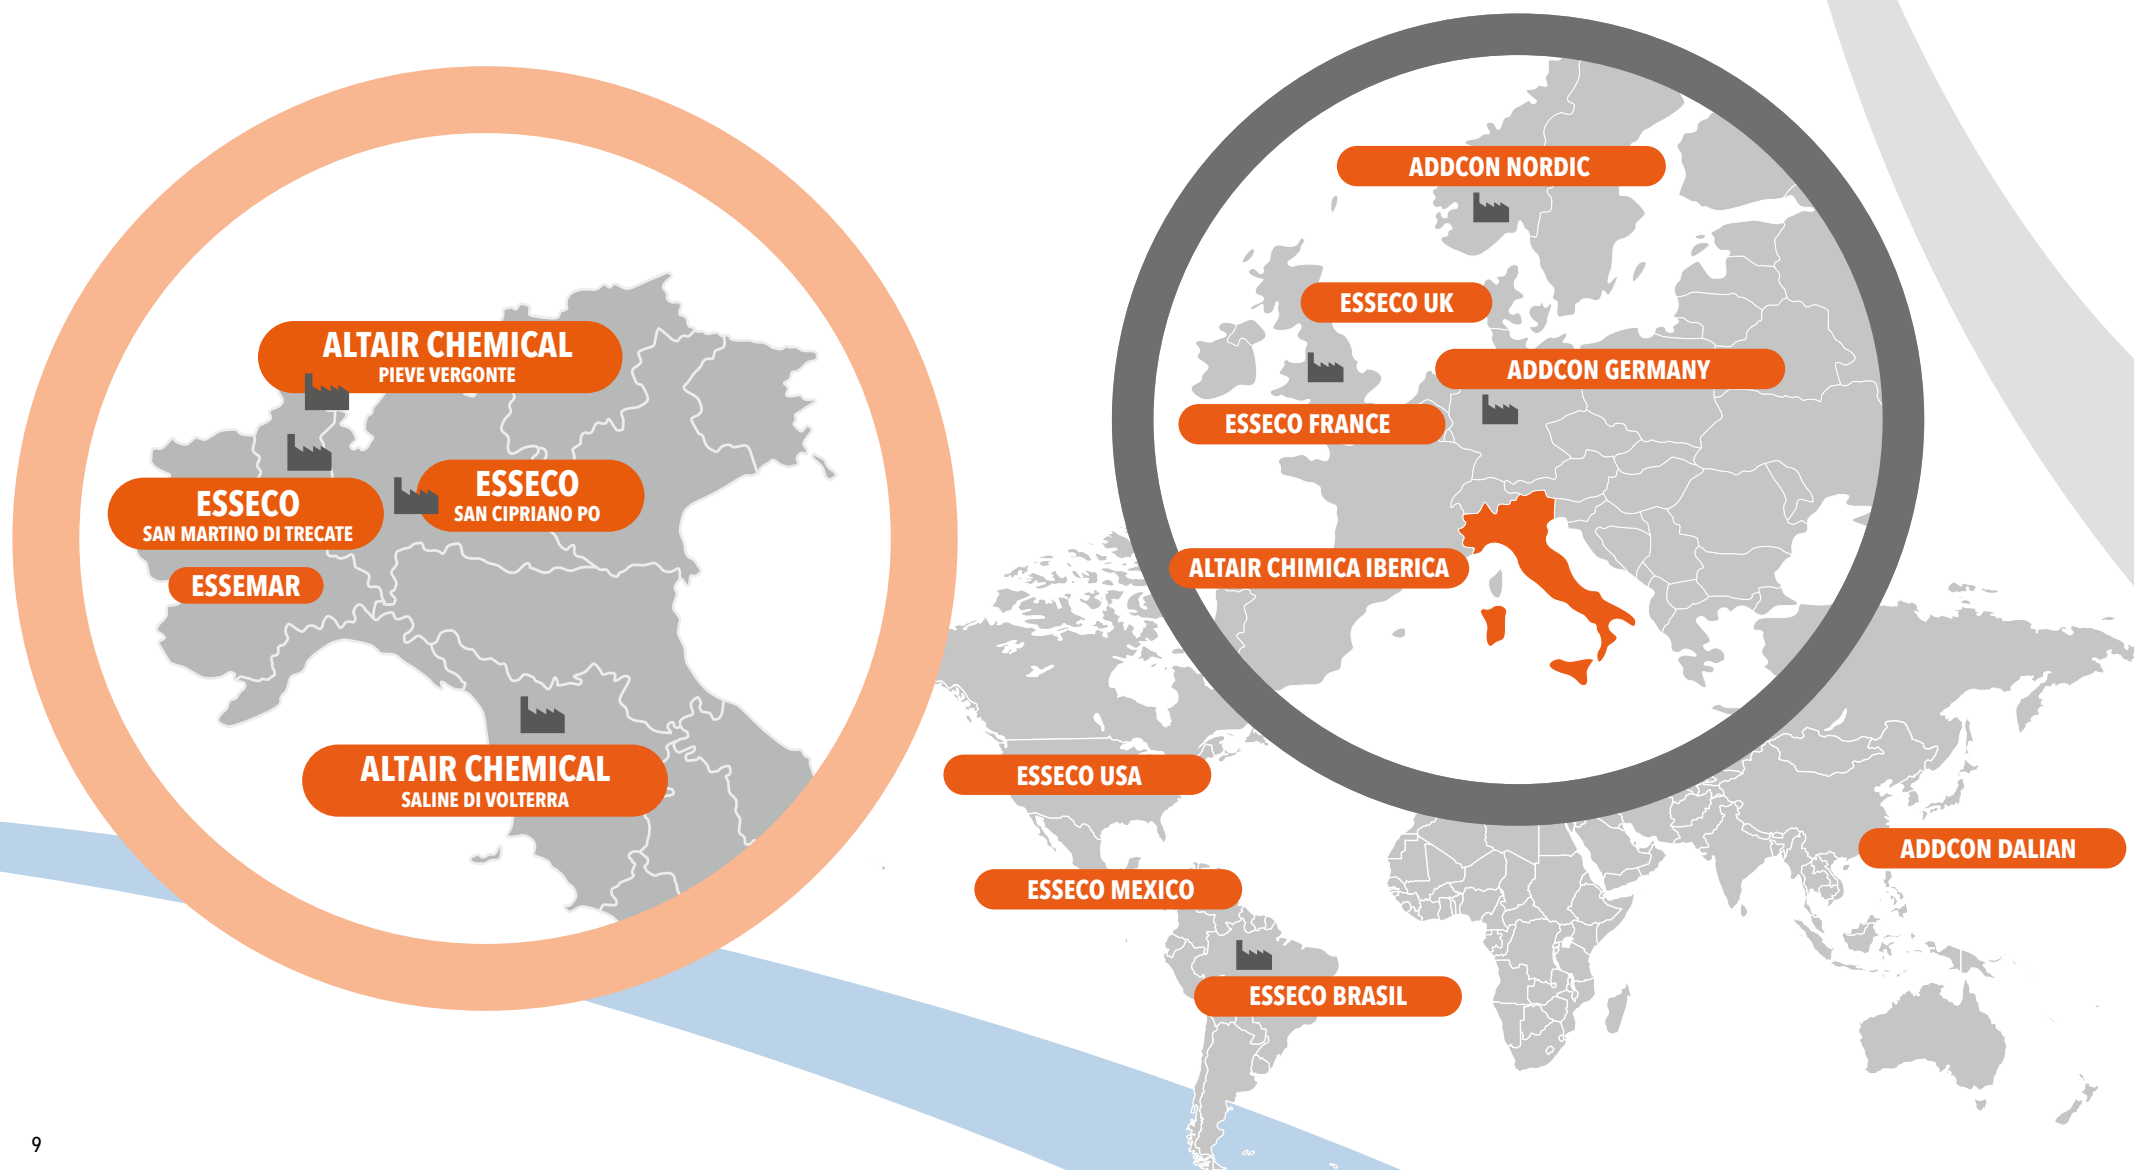 ALTAIR CHEMICAL
PIEVE VERGONTE
ESSECO
SAN MARTINO DI TRECATE
ESSECO
SAN CIPRIANO PO
ESSEMAR
ALTAIR CHEMICAL
SALINE DI VOLTERRA
ADDCON NORDIC
ESSECO UK
ADDCON GERMANY
ESSECO FRANCE
ALTAIR CHIMICA IBERICA
ESSECO USA
ADDCON DALIAN
ESSECO MEXICO
ESSECO BRASIL
9